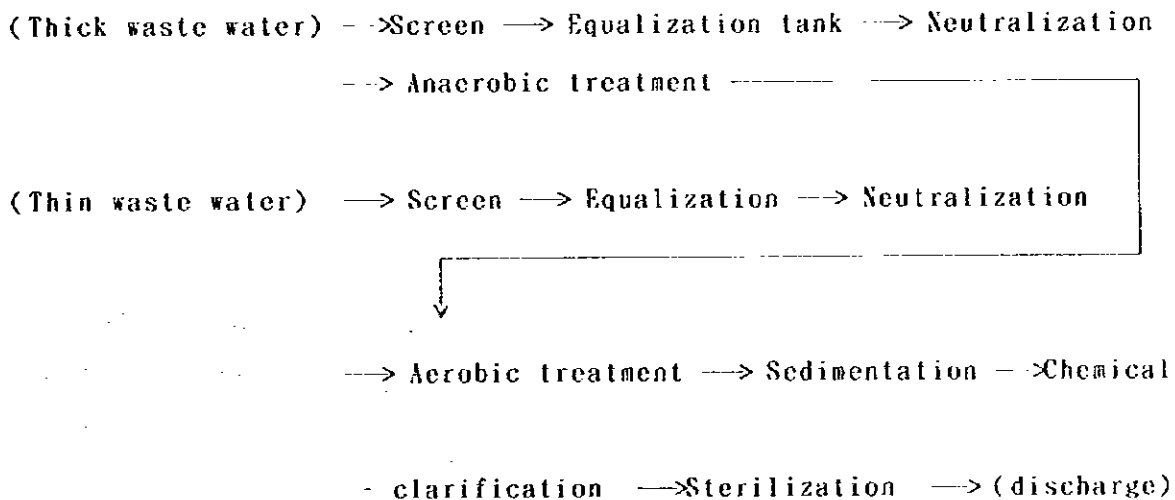 (Thick waste water) --> Screen --> Equalization tank --> Neutralization
--> Anaerobic treatment
(Thin waste water) --> Screen --> Equalization --> Neutralization
--> Aerobic treatment --> Sedimentation --> Chemical
- clarification --> Sterilization --> (discharge)